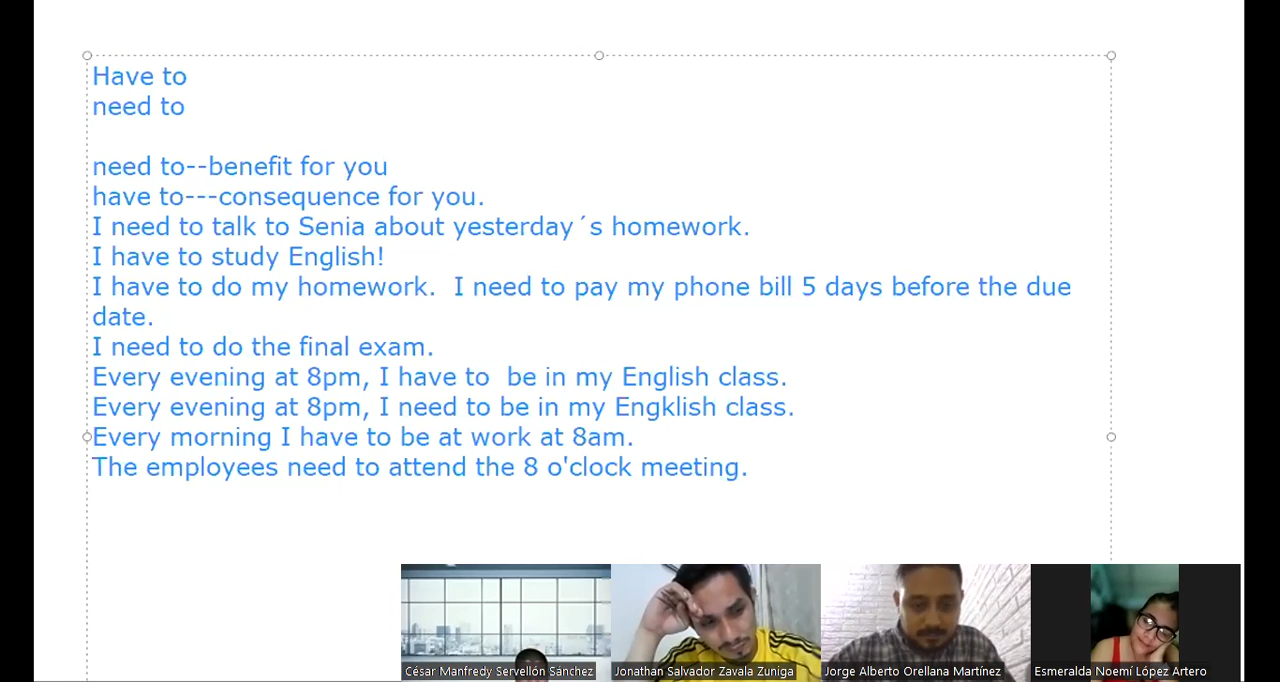 Have to
need to
need to--benefit for you
have to---consequence for you.
I need to talk to Senia about yesterday´s homework.
I have to study English!
I have to do my homework.  I need to pay my phone bill 5 days before the due
date.
I need to do the final exam.
Every evening at 8pm, I have to  be in my English class.
Every evening at 8pm, I need to be in my Engklish class.
Every morning I have to be at work at 8am.
The employees need to attend the 8 o'clock meeting.
César Manfredy Servellón Sánchez
Jonathan Salvador Zavala Zuniga
Jorge Alberto Orellana Martínez
Esmeralda Noemí López Artero